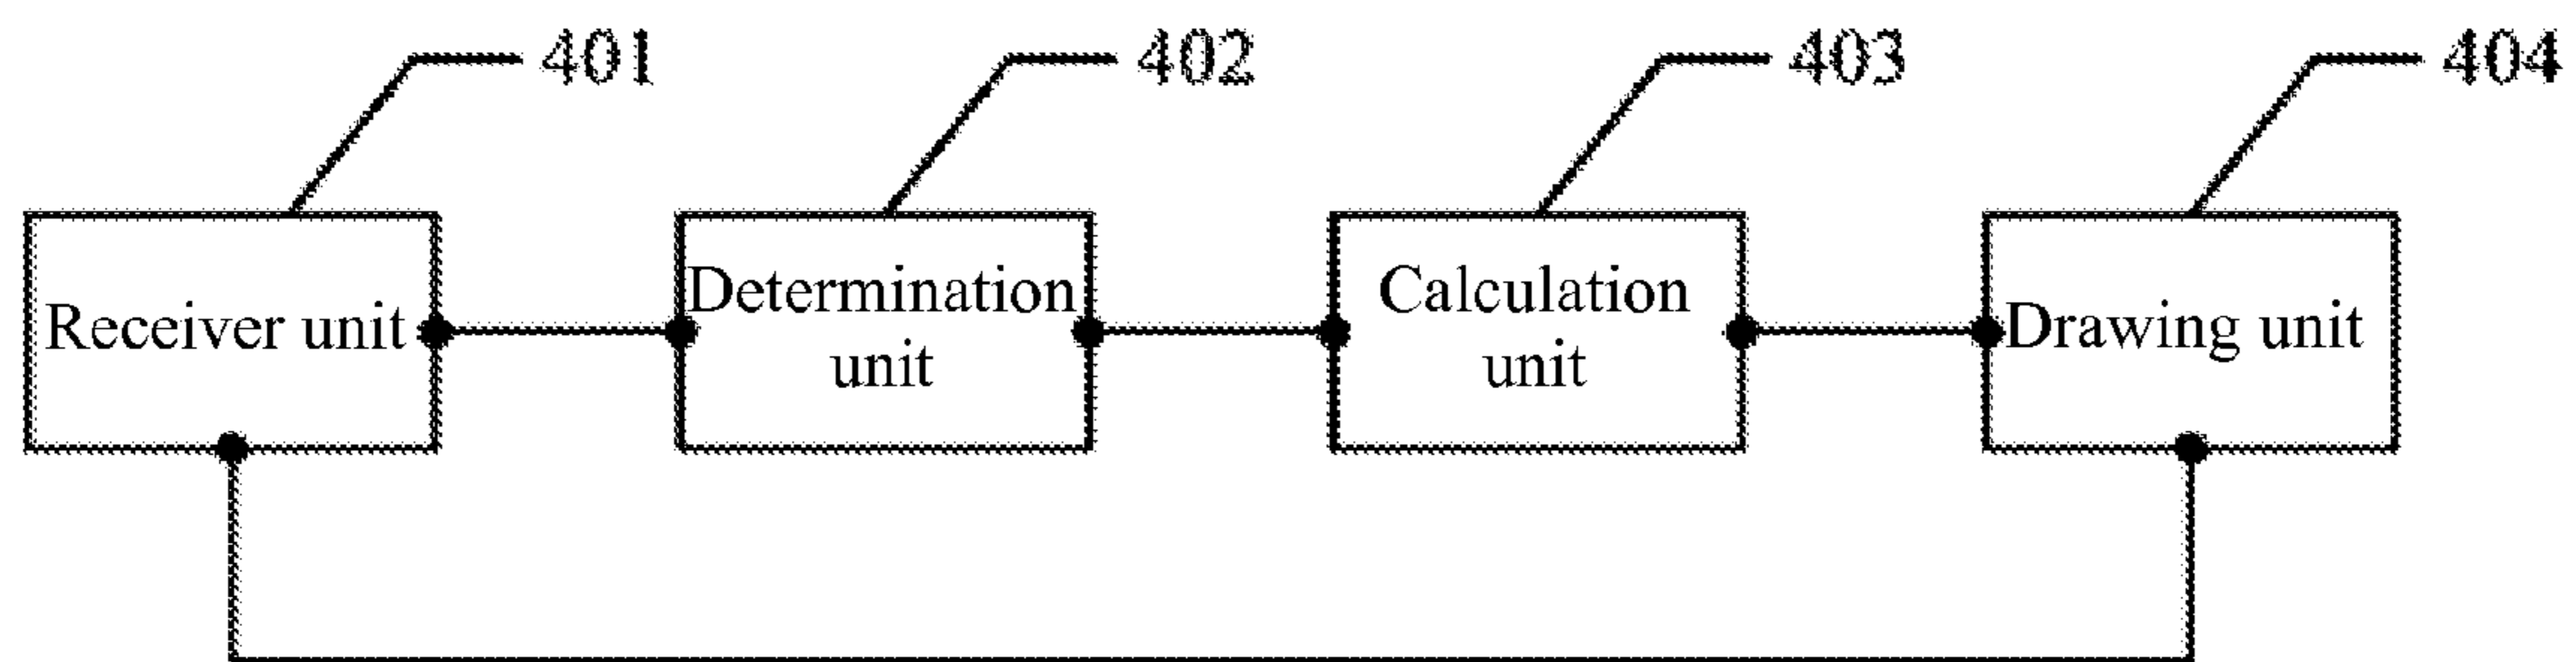 401
402
403
404
Receiver unit
Determination
unit
Calculation
unit
Drawing unit